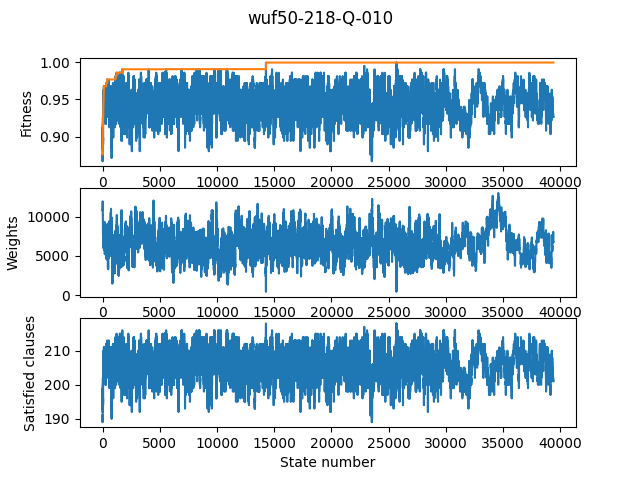 wuf50-218-Q-010
1.00
0.95
0.90
Fitness
0 5000 10000 15000 20000 25000 30000 35000 40000
10000
5000
0
Weights
0 5000 10000 15000 20000 25000 30000 35000 40000
210
200
190
Satisfied clauses
0 5000 10000 15000 20000 25000 30000 35000 40000
State number